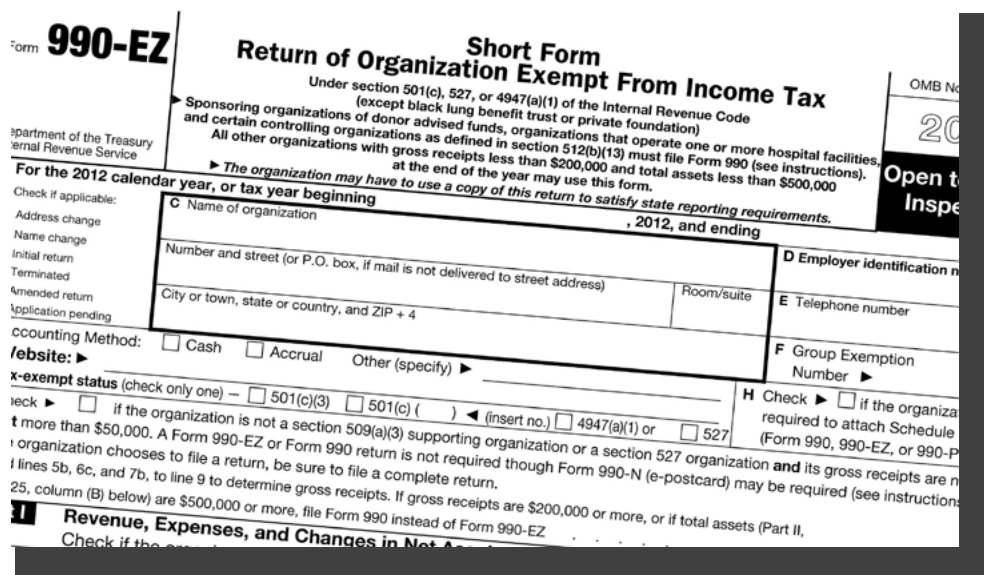 Form 990-EZ
Department of the Treasury
Internal Revenue Service
Short Form
Return of Organization Exempt From Income Tax
Under section 501(c), 527, or 4947(a)(1) of the Internal Revenue Code
(except black lung benefit trust or private foundation)
▶ Sponsoring organizations of donor advised funds, organizations that operate one or more hospital facilities,
and certain controlling organizations as defined in section 512(b)(13) must file Form 990 (see instructions).
All other organizations with gross receipts less than $200,000 and total assets less than $500,000
at the end of the year may use this form.
▶ The organization may have to use a copy of this return to satisfy state reporting requirements.
OMB No
20
Open t
Inspe
For the 2012 calendar year, or tax year beginning , 2012, and ending
Check if applicable:
Address change
Name change
Initial return
Terminated
Amended return
Application pending
C Name of organization
Number and street (or P.O. box, if mail is not delivered to street address) Room/suite
City or town, state or country, and ZIP + 4
D Employer identification n
E Telephone number
F Group Exemption
Number ▶
ccounting Method: Cash Accrual Other (specify) ▶
ebsite: ▶
x-exempt status (check only one) — 501(c)(3) 501(c) ( ) ◀ (insert no.) 4947(a)(1) or 527
H Check ▶ if the organiza
required to attach Schedule
(Form 990, 990-EZ, or 990-P
heck ▶ if the organization is not a section 509(a)(3) supporting organization or a section 527 organization and its gross receipts are n
t more than $50,000. A Form 990-EZ or Form 990 return is not required though Form 990-N (e-postcard) may be required (see instructions
organization chooses to file a return, be sure to file a complete return.
lines 5b, 6c, and 7b, to line 9 to determine gross receipts. If gross receipts are $200,000 or more, or if total assets (Part II,
25, column (B) below) are $500,000 or more, file Form 990 instead of Form 990-EZ
t I Revenue, Expenses, and Changes in Net
Check if the